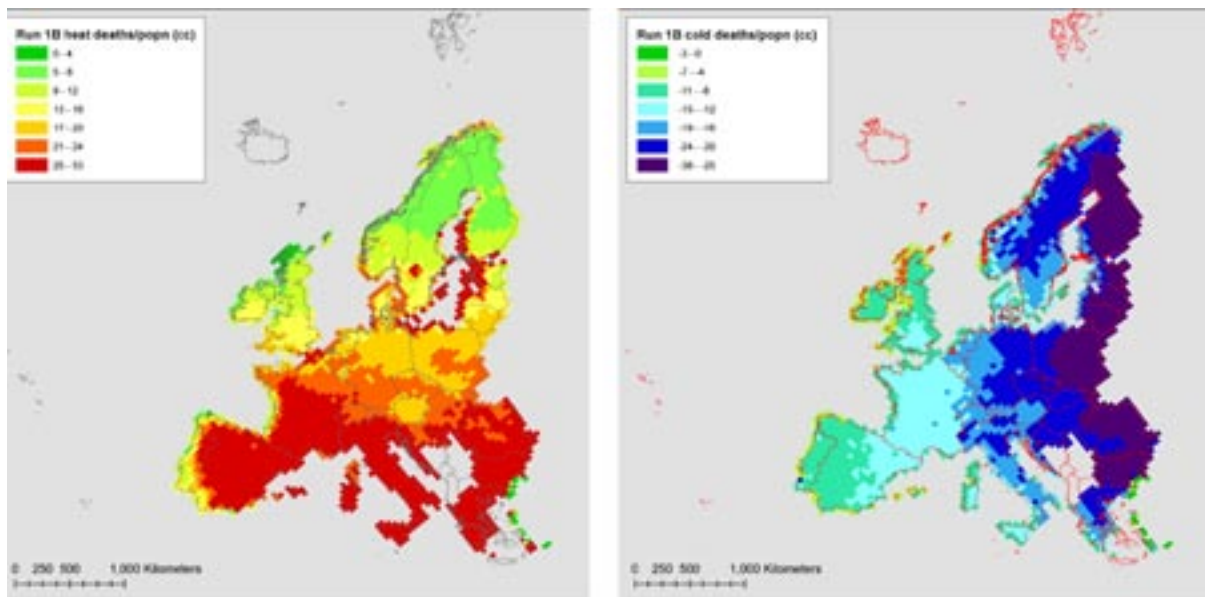 Run 1B heat deaths/popn (cc)
0 - 4
5 - 8
9 - 12
13 - 16
17 - 20
21 - 24
25 - 53
0 250 500 1,000 Kilometers
Run 1B cold deaths/popn (cc)
-3 - 0
-7 - -4
-11 - -8
-15 - -12
-19 - -16
-24 - -20
-38 - -25
0 250 500 1,000 Kilometers